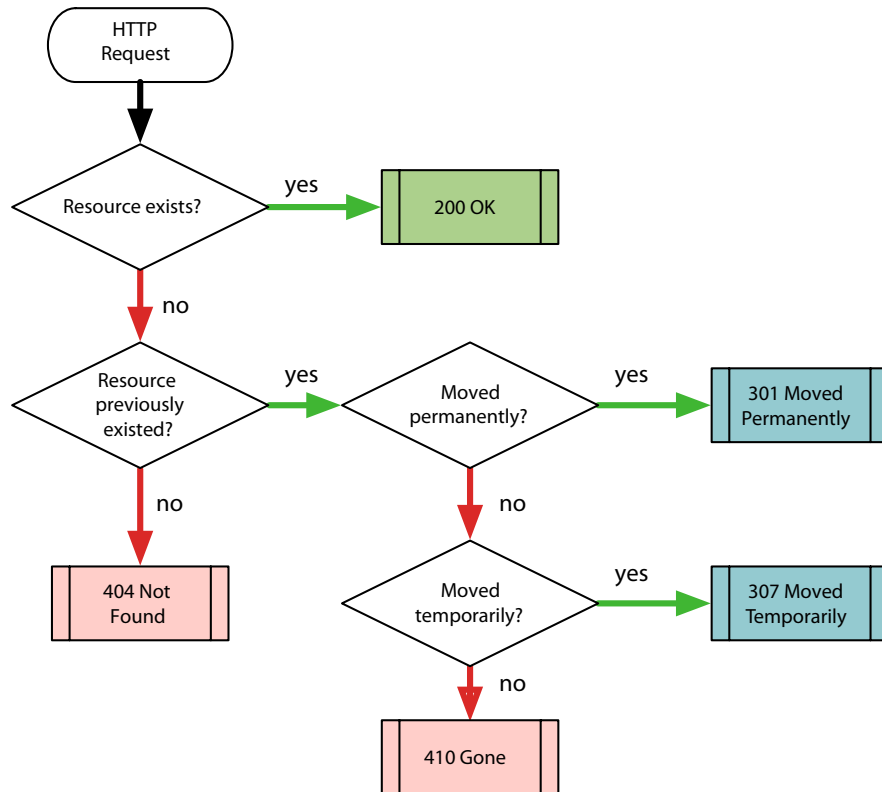 HTTP
Request
Resource exists?
yes
200 OK
no
Resource
previously
existed?
yes
Moved
permanently?
yes
301 Moved
Permanently
no
404 Not
Found
no
Moved
temporarily?
yes
307 Moved
Temporarily
no
410 Gone